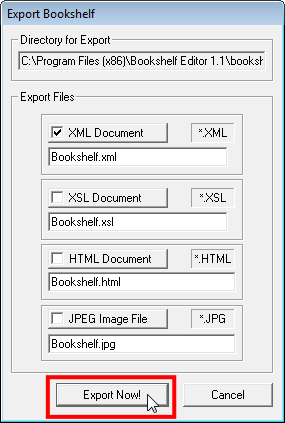 Export Bookshelf
Directory for Export
C:\Program Files (x86)\Bookshelf Editor 1.1\booksh
Export Files
XML Document *.XML
Bookshelf.xml
XSL Document *.XSL
Bookshelf.xsl
HTML Document *.HTML
Bookshelf.html
JPEG Image File *.JPG
Bookshelf.jpg
Export Now! Cancel